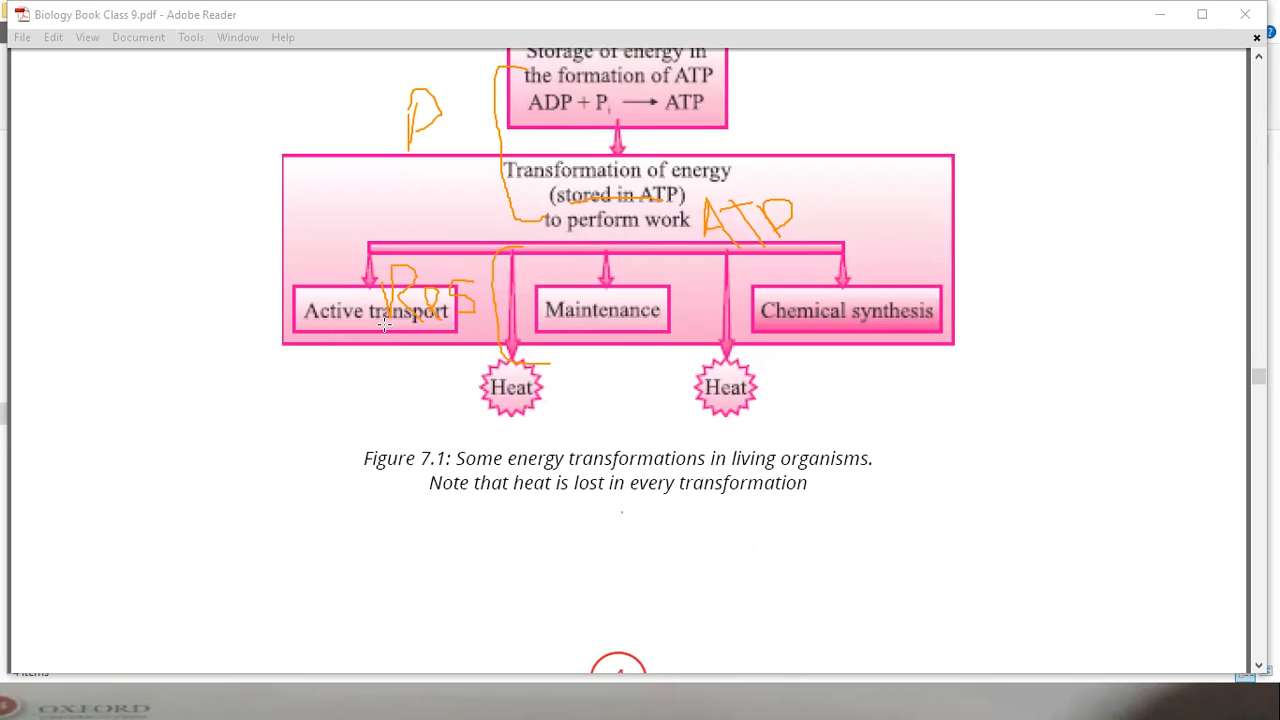 Biology Book Class 9.pdf - Adobe Reader
File Edit View Document Tools Window Help
Storage of energy in
the formation of ATP
ADP + Pi → ATP
P
Transformation of energy
(stored in ATP)
to perform work
ATP
Res
Active transport
Maintenance
Chemical synthesis
Heat
Heat
Figure 7.1: Some energy transformations in living organisms.
Note that heat is lost in every transformation
4 items
OXFORD